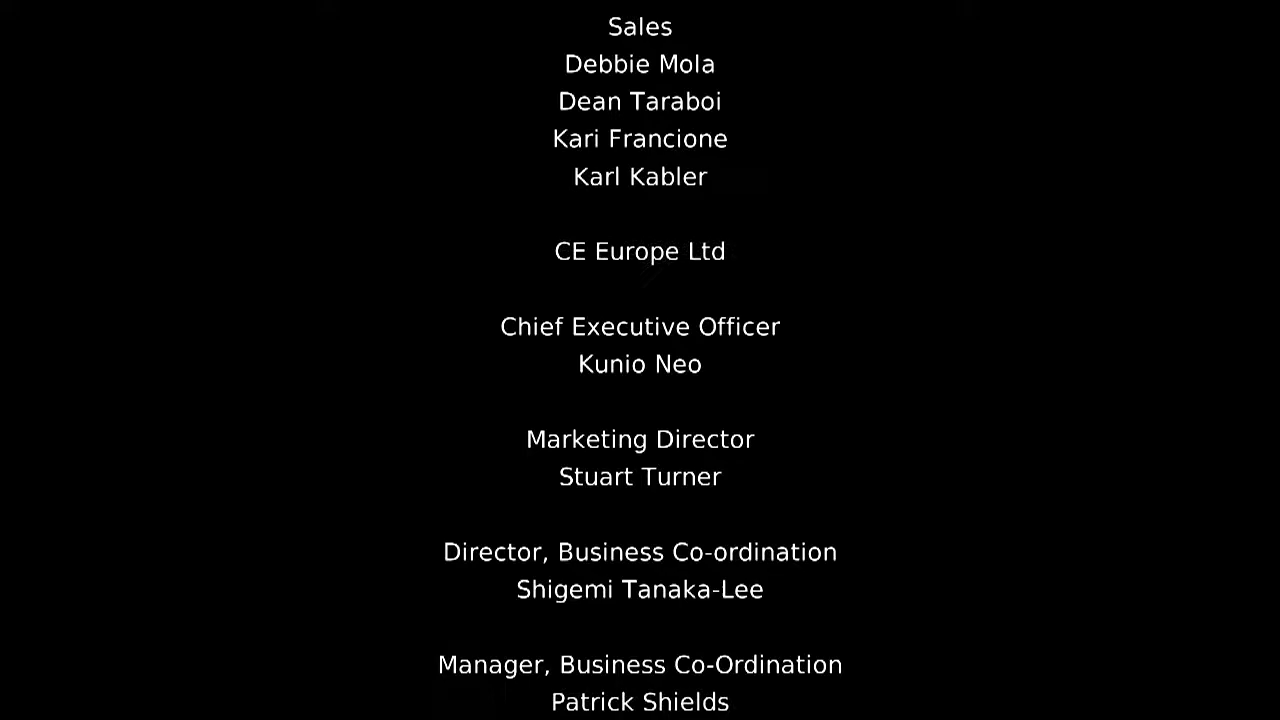 Sales
Debbie Mola
Dean Taraboi
Kari Francione
Karl Kabler
CE Europe Ltd
Chief Executive Officer
Kunio Neo
Marketing Director
Stuart Turner
Director, Business Co-ordination
Shigemi Tanaka-Lee
Manager, Business Co-Ordination
Patrick Shields